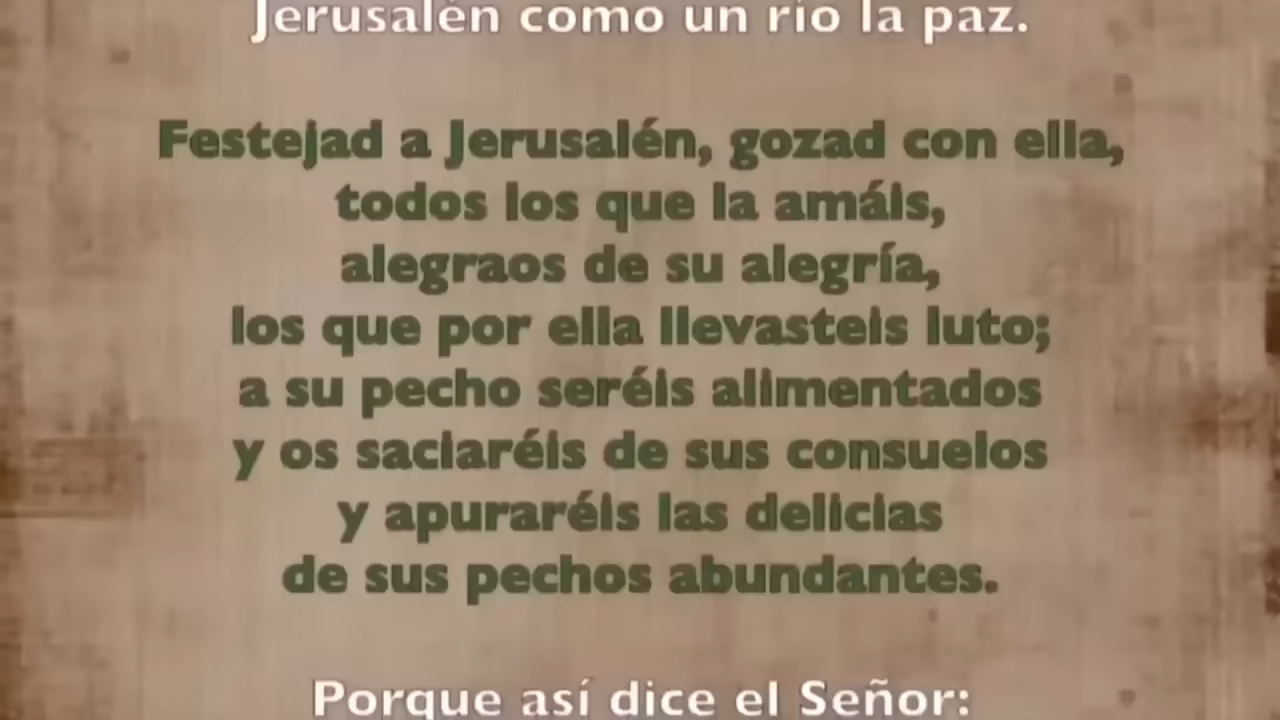 Jerusalén como un río la paz.
Festejad a Jerusalén, gozad con ella,
todos los que la amáis,
alegraos de su alegría,
los que por ella llevasteis luto;
a su pecho seréis alimentados
y os saciaréis de sus consuelos
y apuraréis las delicias
de sus pechos abundantes.
Porque así dice el Señor: